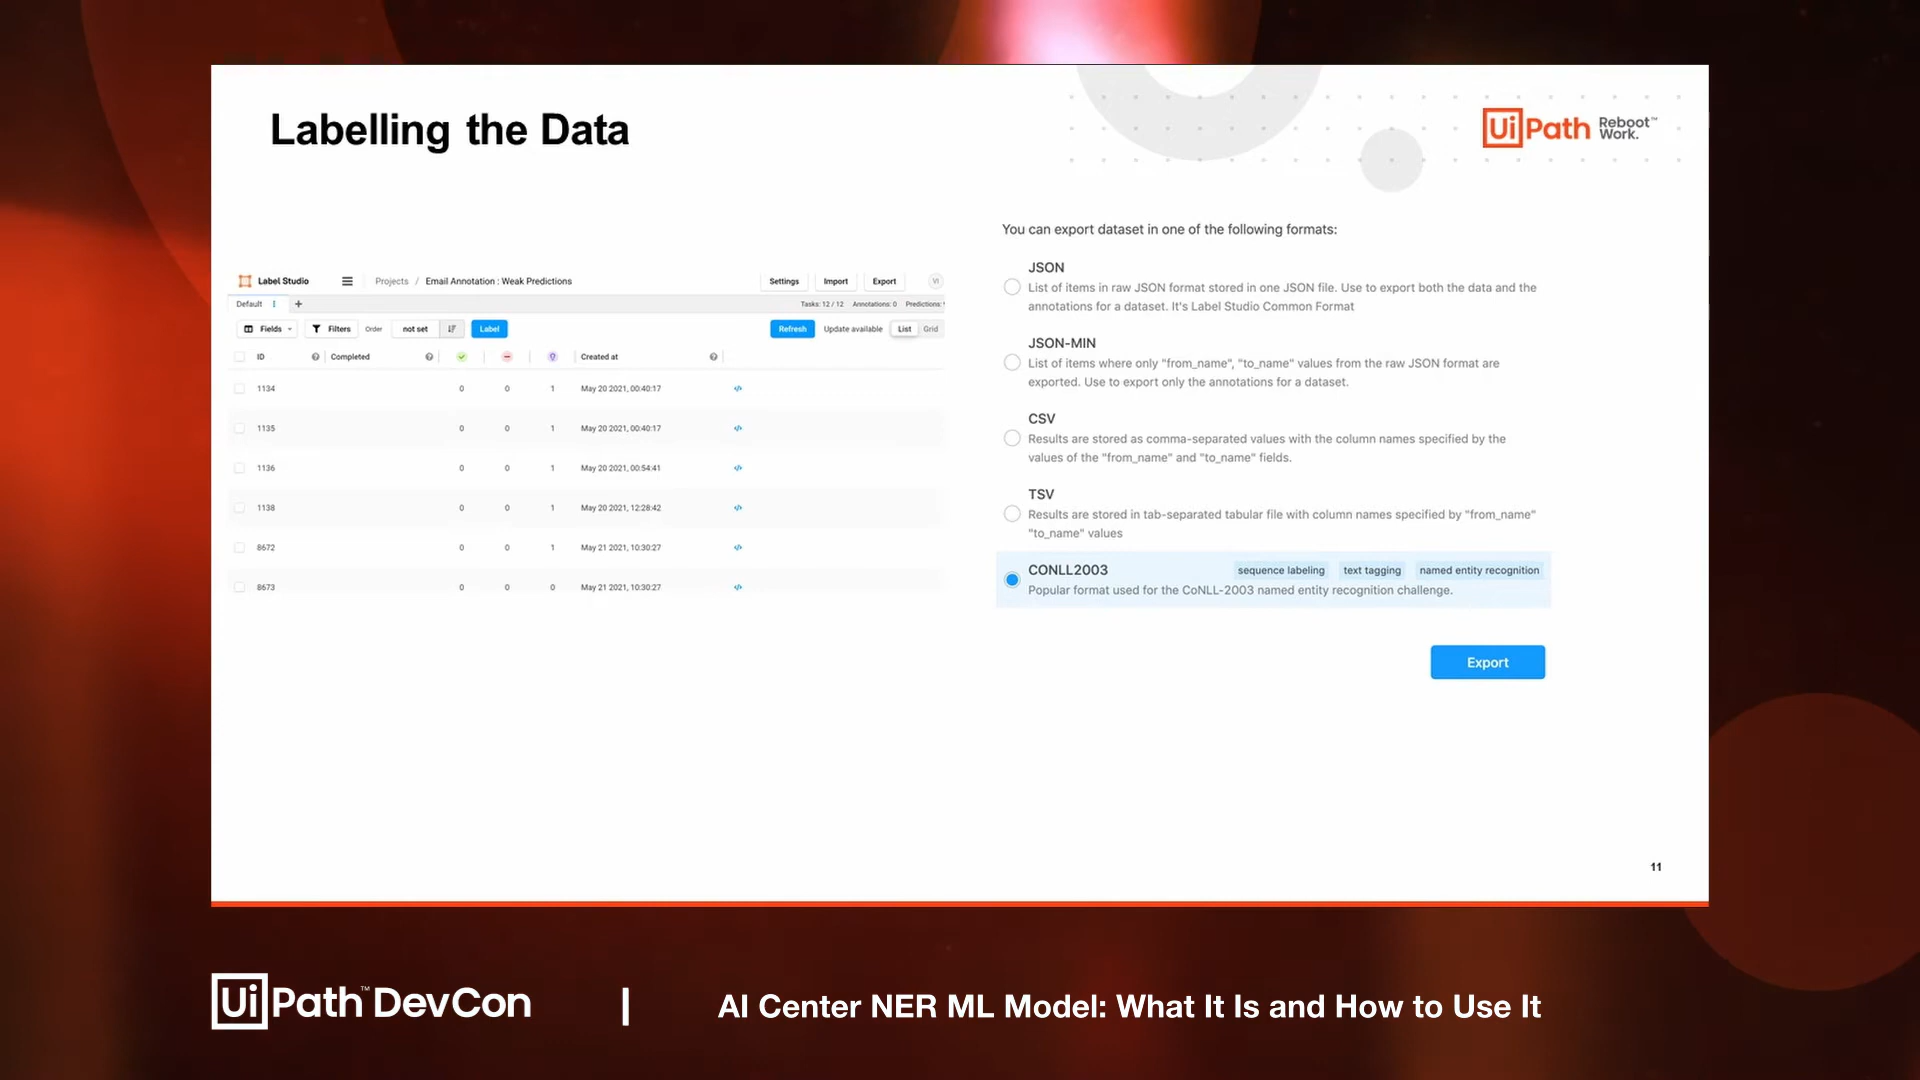 Labelling the Data
UiPath Reboot Work.™
Label Studio Projects / Email Annotation : Weak Predictions Settings Import Export VI
Default + Tasks: 12 / 12 Annotations: 0 Predictions:
Fields Filters Order not set Label Refresh Update available List Grid
ID Completed Created at
1134 0 0 1 May 20 2021, 00:40:17 </>
1135 0 0 1 May 20 2021, 00:40:17 </>
1136 0 0 1 May 20 2021, 00:54:41 </>
1138 0 0 1 May 20 2021, 12:28:42 </>
8672 0 0 1 May 21 2021, 10:30:27 </>
8673 0 0 0 May 21 2021, 10:30:27 </>
You can export dataset in one of the following formats:
JSON
List of items in raw JSON format stored in one JSON file. Use to export both the data and the
annotations for a dataset. It's Label Studio Common Format
JSON-MIN
List of items where only "from_name", "to_name" values from the raw JSON format are
exported. Use to export only the annotations for a dataset.
CSV
Results are stored as comma-separated values with the column names specified by the
values of the "from_name" and "to_name" fields.
TSV
Results are stored in tab-separated tabular file with column names specified by "from_name"
"to_name" values
CONLL2003 sequence labeling text tagging named entity recognition
Popular format used for the CoNLL-2003 named entity recognition challenge.
Export
11
UiPath™ DevCon | AI Center NER ML Model: What It Is and How to Use It